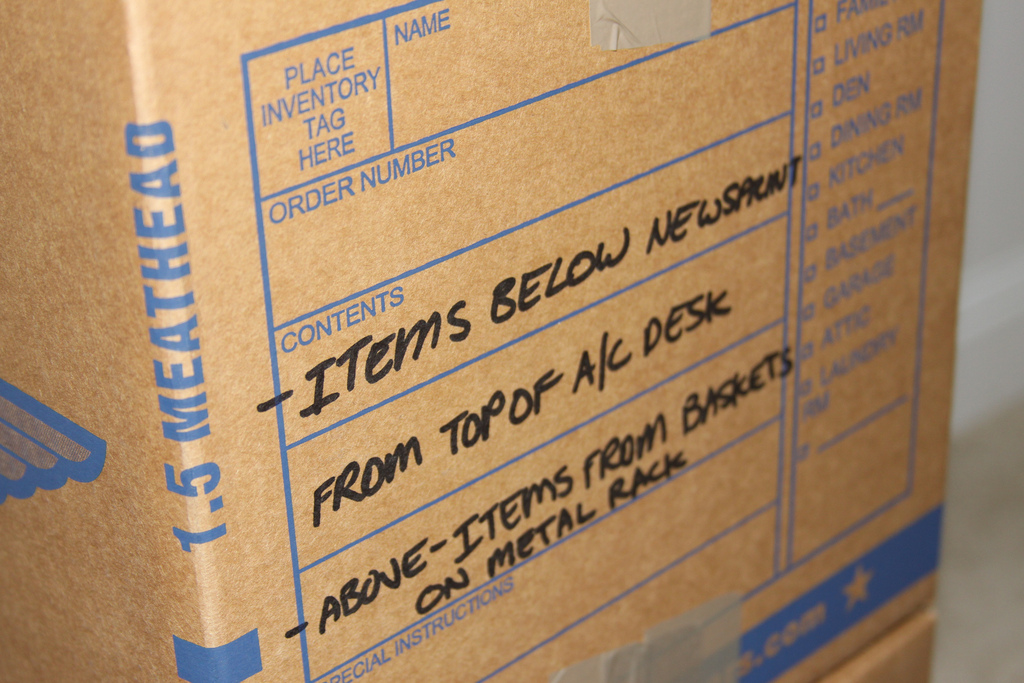 1.5 MEATHEAD
PLACE
INVENTORY
TAG
HERE
NAME
ORDER NUMBER
CONTENTS
-ITEMS BELOW NEWSPRINT
FROM TOP OF A/C DESK
- ABOVE-ITEMS FROM BASKETS
ON METAL RACK
SPECIAL INSTRUCTIONS
LIVING RM
DEN
DINING RM
KITCHEN
BATH
BASEMENT
GARAGE
ATTIC
LAUNDRY
RM
s.com